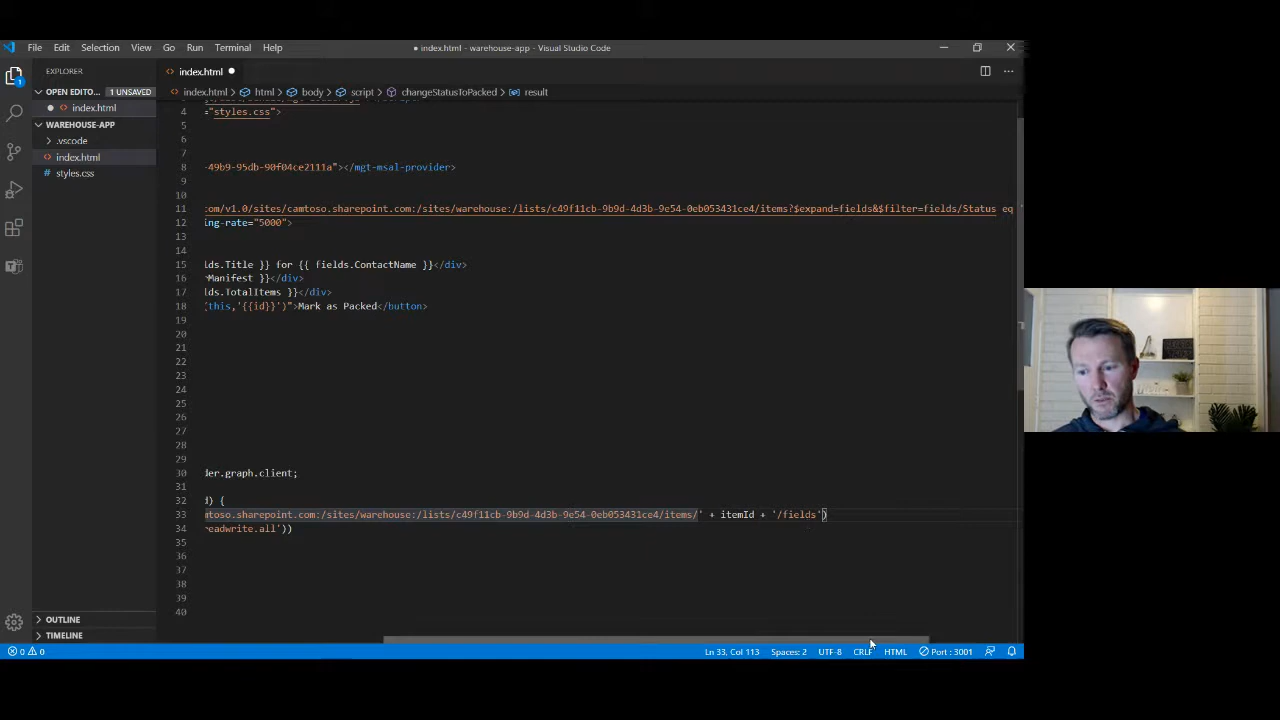 File Edit Selection View Go Run Terminal Help
● index.html - warehouse-app - Visual Studio Code
EXPLORER
index.html ●
OPEN EDITO... 1 UNSAVED
index.html > html > body > script > changeStatusToPacked > result
● index.html
WAREHOUSE-APP
.vscode
index.html
styles.css
4 ="styles.css">
5
6
7
8 -49b9-95db-90f04ce2111a"></mgt-msal-provider>
9
10
11 com/v1.0/sites/camtoso.sharepoint.com:/sites/warehouse:/lists/c49f11cb-9b9d-4d3b-9e54-0eb053431ce4/items?$expand=fields&$filter=fields/Status eq '
12 ing-rate="5000">
13
14
15 lds.Title }} for {{ fields.ContactName }}</div>
16 Manifest }}</div>
17 lds.TotalItems }}</div>
18 (this,'{{id}}')">Mark as Packed</button>
19
20
21
22
23
24
25
26
27
28
29
30 der.graph.client;
31
32 d) {
33 mtoso.sharepoint.com:/sites/warehouse:/lists/c49f11cb-9b9d-4d3b-9e54-0eb053431ce4/items/' + itemId + '/fields')
34 readwrite.all'))
35
36
37
38
39
40
OUTLINE
TIMELINE
0 0
Ln 33, Col 113 Spaces: 2 UTF-8 CRLF HTML Port : 3001